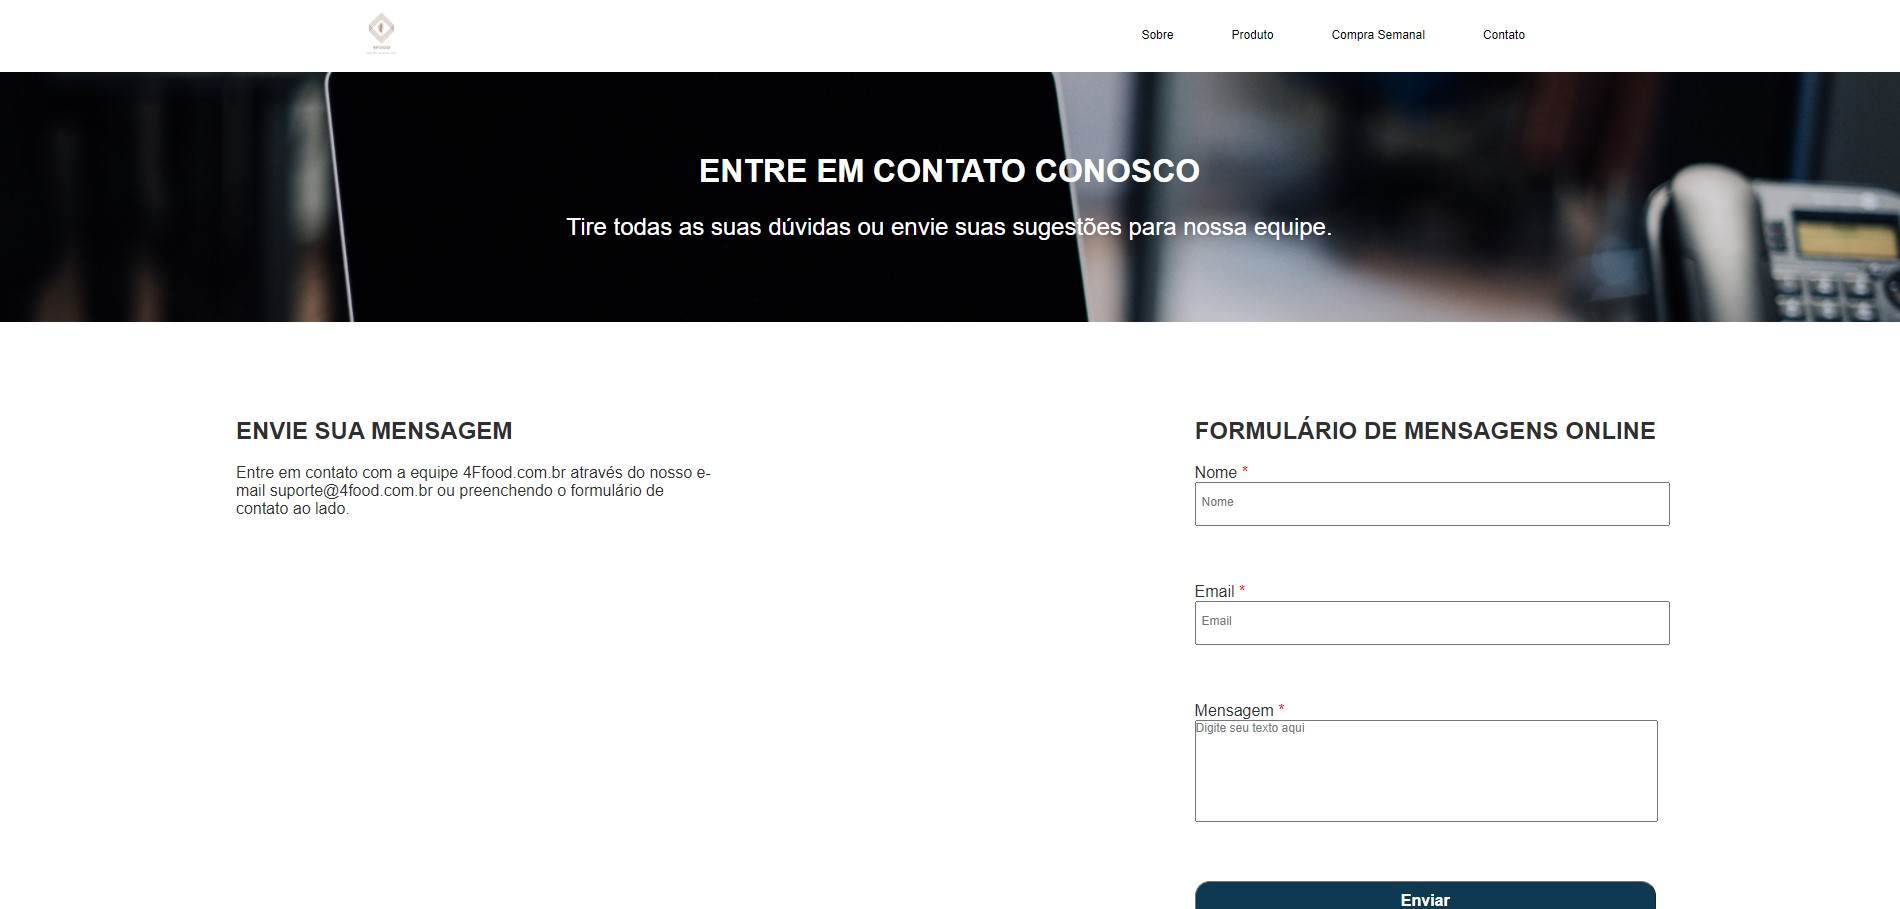 4FOOD
Sobre
Produto
Compra Semanal
Contato
ENTRE EM CONTATO CONOSCO
Tire todas as suas dúvidas ou envie suas sugestões para nossa equipe.
ENVIE SUA MENSAGEM
Entre em contato com a equipe 4Ffood.com.br através do nosso e-
mail suporte@4food.com.br ou preenchendo o formulário de
contato ao lado.
FORMULÁRIO DE MENSAGENS ONLINE
Nome *
Nome
Email *
Email
Mensagem *
Digite seu texto aqui
Enviar